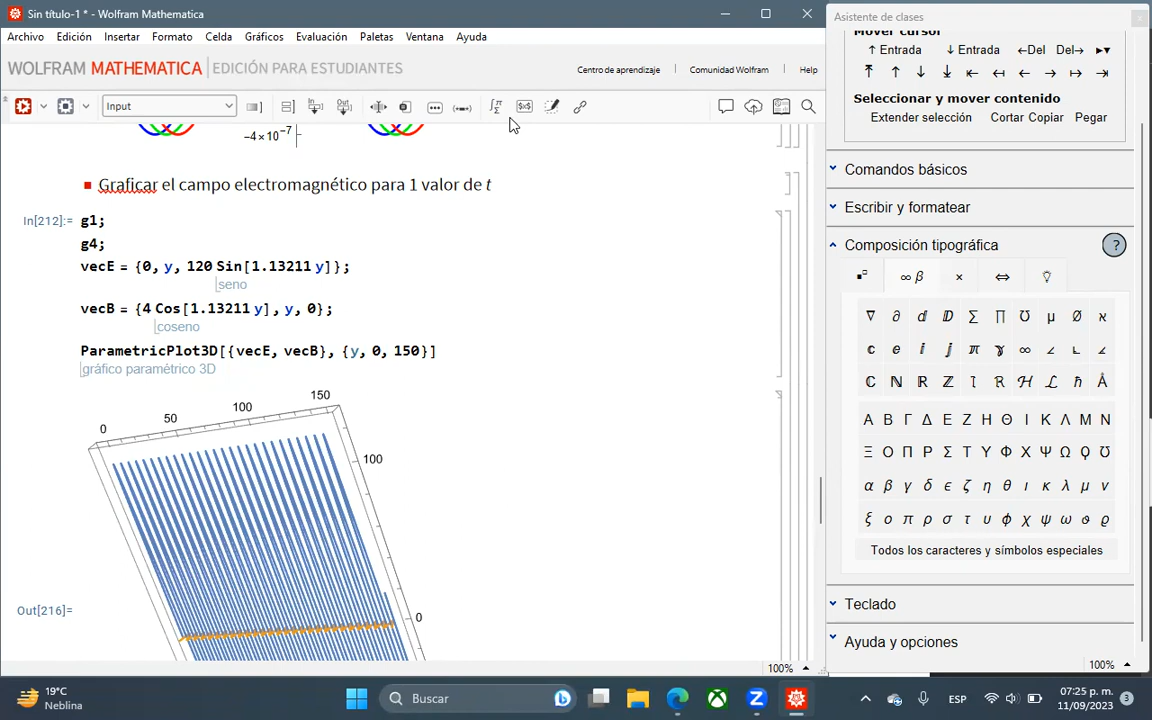 Sin título-1 * - Wolfram Mathematica
Archivo Edición Insertar Formato Celda Gráficos Evaluación Paletas Ventana Ayuda
WOLFRAM MATHEMATICA | EDICIÓN PARA ESTUDIANTES
Centro de aprendizaje | Comunidad Wolfram | Help
Input
-4×10^-7
Graficar el campo electromagnético para 1 valor de t
In[212]:= g1;
g4;
vecE = {0, y, 120 Sin[1.13211 y]};
seno
vecB = {4 Cos[1.13211 y], y, 0};
coseno
ParametricPlot3D[{vecE, vecB}, {y, 0, 150}]
gráfico paramétrico 3D
0 50 100 150
100
0
Out[216]=
100%
Asistente de clases
Mover cursor
↑ Entrada ↓ Entrada ←Del Del→ ▸▾
⤒ ↑ ↓ ⤓ ⇤ ↤ ← → ↦ ⇥
Seleccionar y mover contenido
Extender selección Cortar Copiar Pegar
Comandos básicos
Escribir y formatear
Composición tipográfica ?
∞ β × ⇔
∇ ∂ ⅆ ⅅ ∑ ∏ ℧ μ Ø ℵ
ⅇ ⅈ ⅉ π ∞ ∠
ℂ ℕ ℝ ℤ ℋ ℒ ℏ Å
Α Β Γ Δ Ε Ζ Η Θ Ι Κ Λ Μ Ν
Ξ Ο Π Ρ Σ Τ Υ Φ Χ Ψ Ω Ϙ ℧
α β γ δ ϵ ζ η θ ι κ λ μ ν
ξ ο π ρ σ τ υ ϕ χ ψ ω ϑ ϱ
Todos los caracteres y símbolos especiales
Teclado
Ayuda y opciones
100%
19°C
Neblina
Buscar
ESP
07:25 p. m.
11/09/2023
3